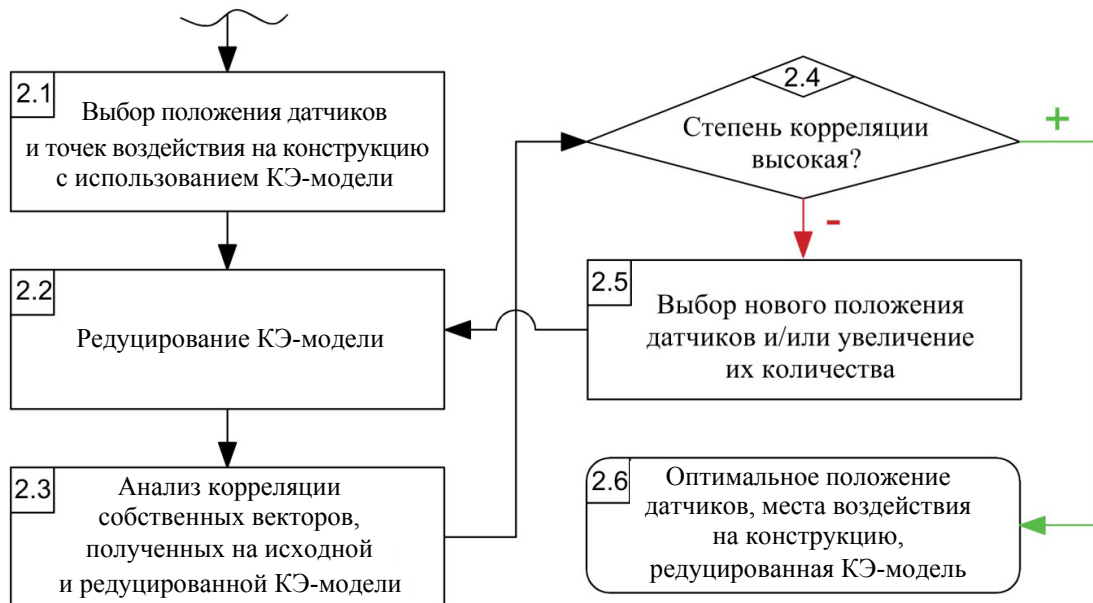 2.1
Выбор положения датчиков
и точек воздействия на конструкцию
с использованием КЭ-модели
2.2
Редуцирование КЭ-модели
2.3
Анализ корреляции
собственных векторов,
полученных на исходной
и редуцированной КЭ-модели
2.4
Степень корреляции
высокая?
+
-
2.5
Выбор нового положения
датчиков и/или увеличение
их количества
2.6
Оптимальное положение
датчиков, места воздействия
на конструкцию,
редуцированная КЭ-модель